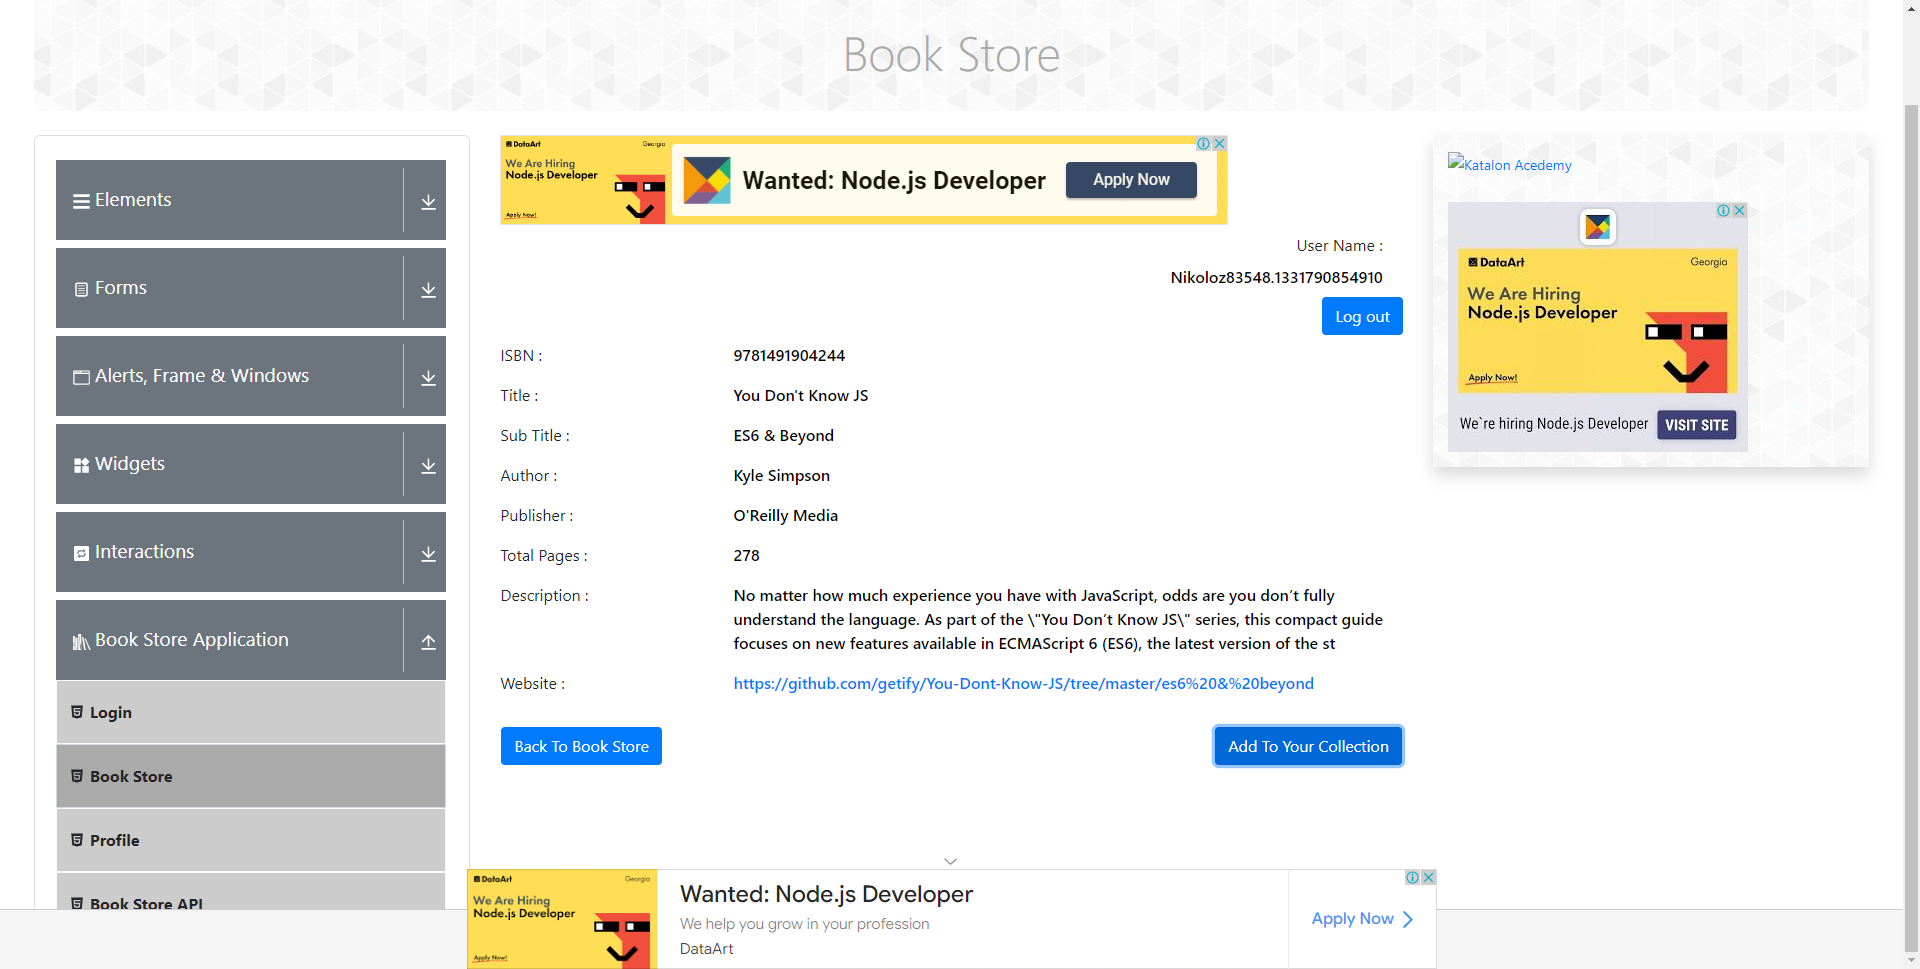 Book Store
Elements
Forms
Alerts, Frame & Windows
Widgets
Interactions
Book Store Application
Login
Book Store
Profile
Book Store API
DataArt
Georgia
We Are Hiring
Node.js Developer
Apply Now!
Wanted: Node.js Developer
Apply Now
User Name :
Nikoloz83548.1331790854910
Log out
ISBN :
9781491904244
Title :
You Don't Know JS
Sub Title :
ES6 & Beyond
Author :
Kyle Simpson
Publisher :
O'Reilly Media
Total Pages :
278
Description :
No matter how much experience you have with JavaScript, odds are you don’t fully
understand the language. As part of the \"You Don’t Know JS\" series, this compact guide
focuses on new features available in ECMAScript 6 (ES6), the latest version of the st
Website :
https://github.com/getify/You-Dont-Know-JS/tree/master/es6%20&%20beyond
Back To Book Store
Add To Your Collection
Katalon Acedemy
DataArt
Georgia
We Are Hiring
Node.js Developer
Apply Now!
We`re hiring Node.js Developer
VISIT SITE
DataArt
Georgia
We Are Hiring
Node.js Developer
Apply Now!
Wanted: Node.js Developer
We help you grow in your profession
DataArt
Apply Now